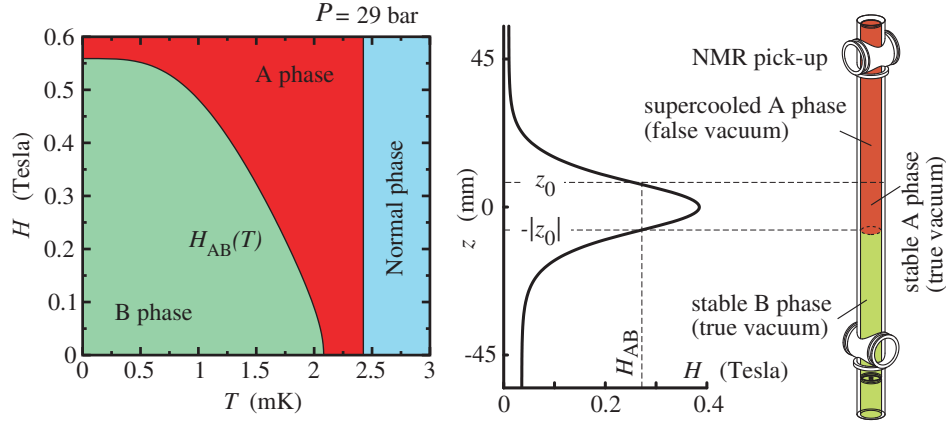 P = 29 bar
0.6
0.5
0.4
0.3
0.2
0.1
0
H (Tesla)
A phase
Normal phase
H_AB(T)
B phase
0 0.5 1 1.5 2 2.5 3
T (mK)
45
0
-45
z (mm)
z_0
-|z_0|
H_AB
H (Tesla)
0 0.2 0.4
NMR pick-up
supercooled A phase
(false vacuum)
stable A phase
(true vacuum)
stable B phase
(true vacuum)